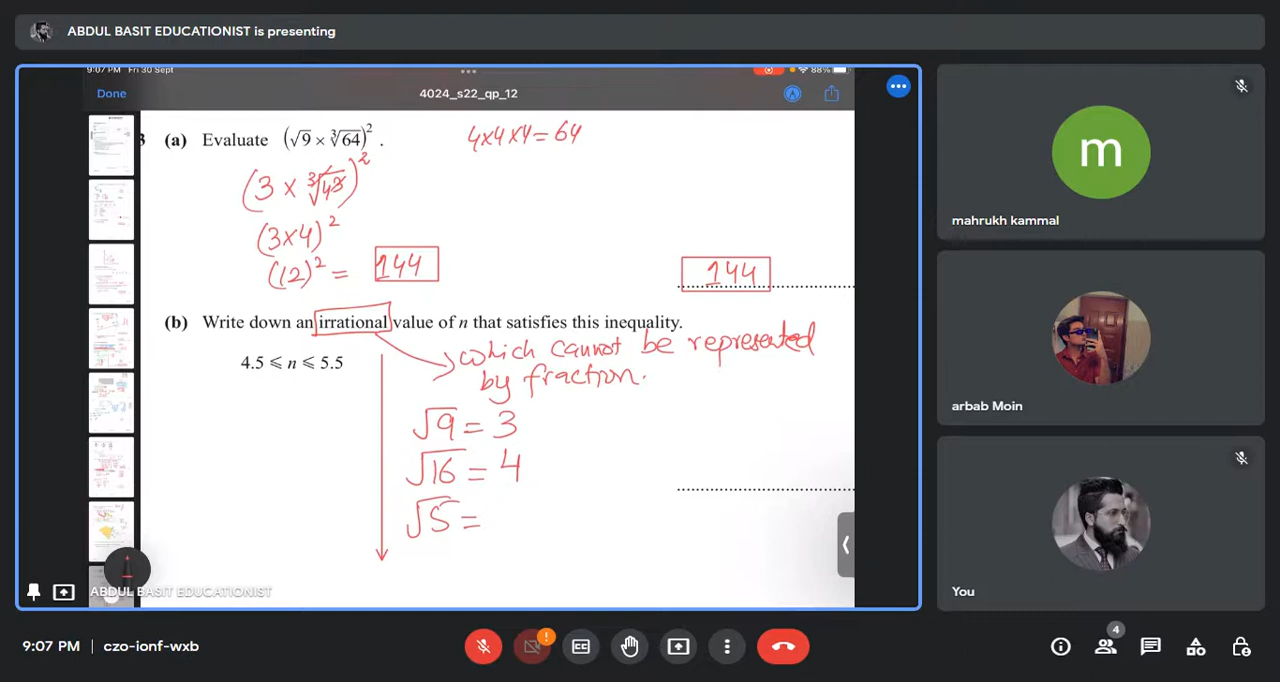 ABDUL BASIT EDUCATIONIST is presenting
9:07 PM Fri 30 Sept
88%
Done
4024_s22_qp_12
3 (a) Evaluate (√9 × ∛64)².
4×4×4=64
(3 × ∛4³)²
(3×4)²
(12)² = 144
144
(b) Write down an irrational value of n that satisfies this inequality.
4.5 ⩽ n ⩽ 5.5
which cannot be represented
by fraction.
√9 = 3
√16 = 4
√5 =
ABDUL BASIT EDUCATIONIST
m
mahrukh kammal
arbab Moin
You
9:07 PM | czo-ionf-wxb
CC
4